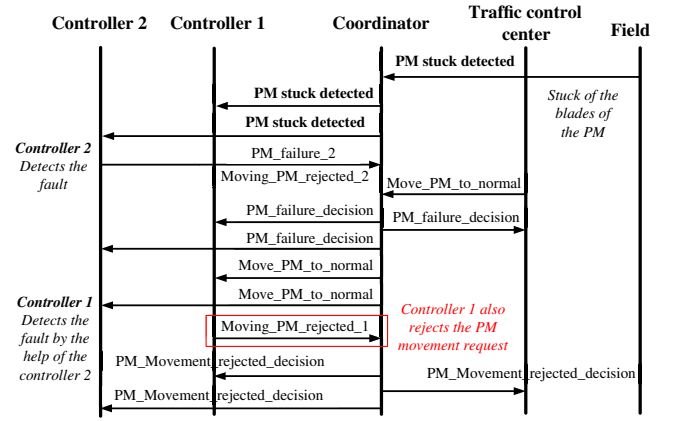 Controller 2
Controller 1
Coordinator
Traffic control
center
Field
PM stuck detected
PM stuck detected
Stuck of the
blades of
the PM
PM stuck detected
Controller 2
Detects the
fault
PM_failure_2
Moving_PM_rejected_2
Move_PM_to_normal
PM_failure_decision
PM_failure_decision
PM_failure_decision
Move_PM_to_normal
Move_PM_to_normal
Controller 1
Detects the
fault by the
help of the
controller 2
Moving_PM_rejected_1
Controller 1 also
rejects the PM
movement request
PM_Movement_rejected_decision
PM_Movement_rejected_decision
PM_Movement_rejected_decision